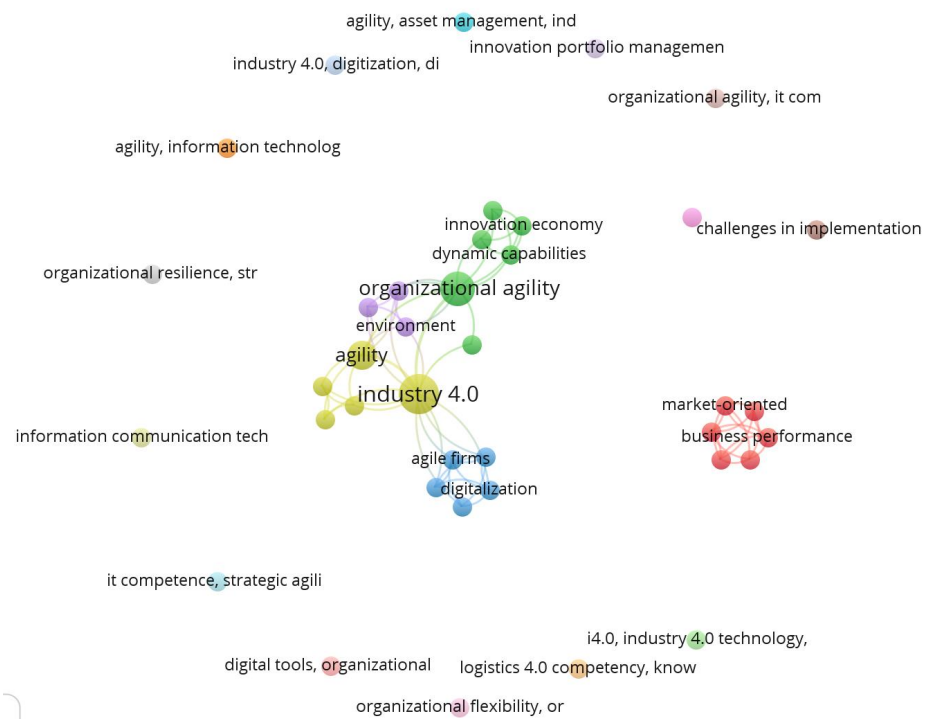 agility, asset management, ind
innovation portfolio managemen
industry 4.0, digitization, di
organizational agility, it com
agility, information technolog
innovation economy
challenges in implementation
dynamic capabilities
organizational resilience, str
organizational agility
environment
agility
industry 4.0
market-oriented
information communication tech
business performance
agile firms
digitalization
it competence, strategic agili
i4.0, industry 4.0 technology,
digital tools, organizational
logistics 4.0 competency, know
organizational flexibility, or